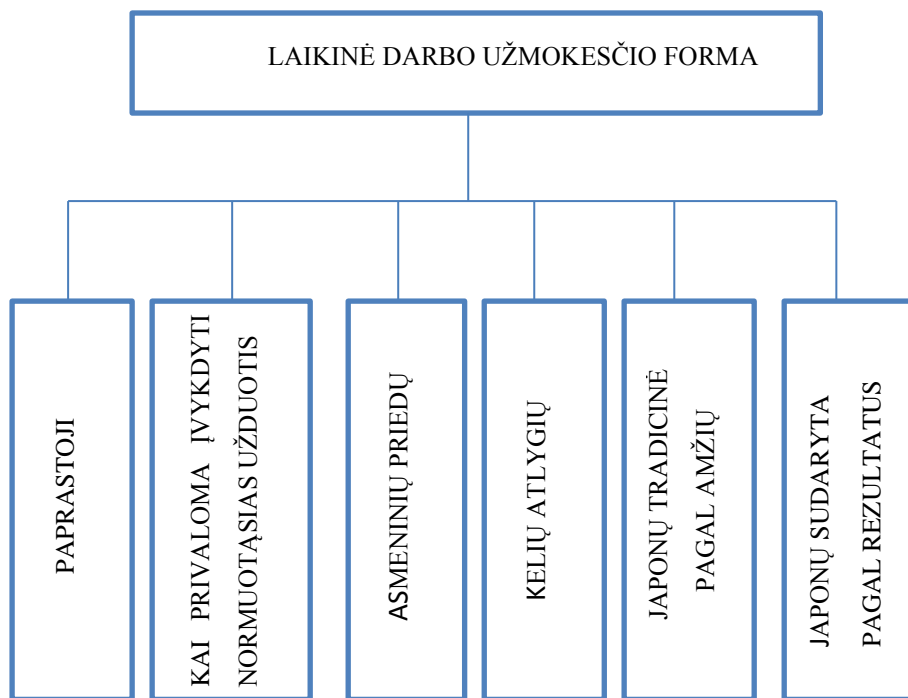 LAIKINĖ DARBO UŽMOKESČIO FORMA
PAPRASTOJI
KAI PRIVALOMA ĮVYKDYTI
NORMUOTĄSIAS UŽDUOTIS
ASMENINIŲ PRIEDŲ
KELIŲ ATLYGIŲ
JAPONŲ TRADICINĖ
PAGAL AMŽIŲ
JAPONŲ SUDARYTA
PAGAL REZULTATUS